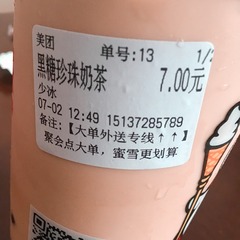 美团 单号:13 1/
黑糖珍珠奶茶 7.00元
少冰
07-02 12:49 15137285789
备注:【大单外送专线↑↑】
聚会点大单，蜜雪更划算